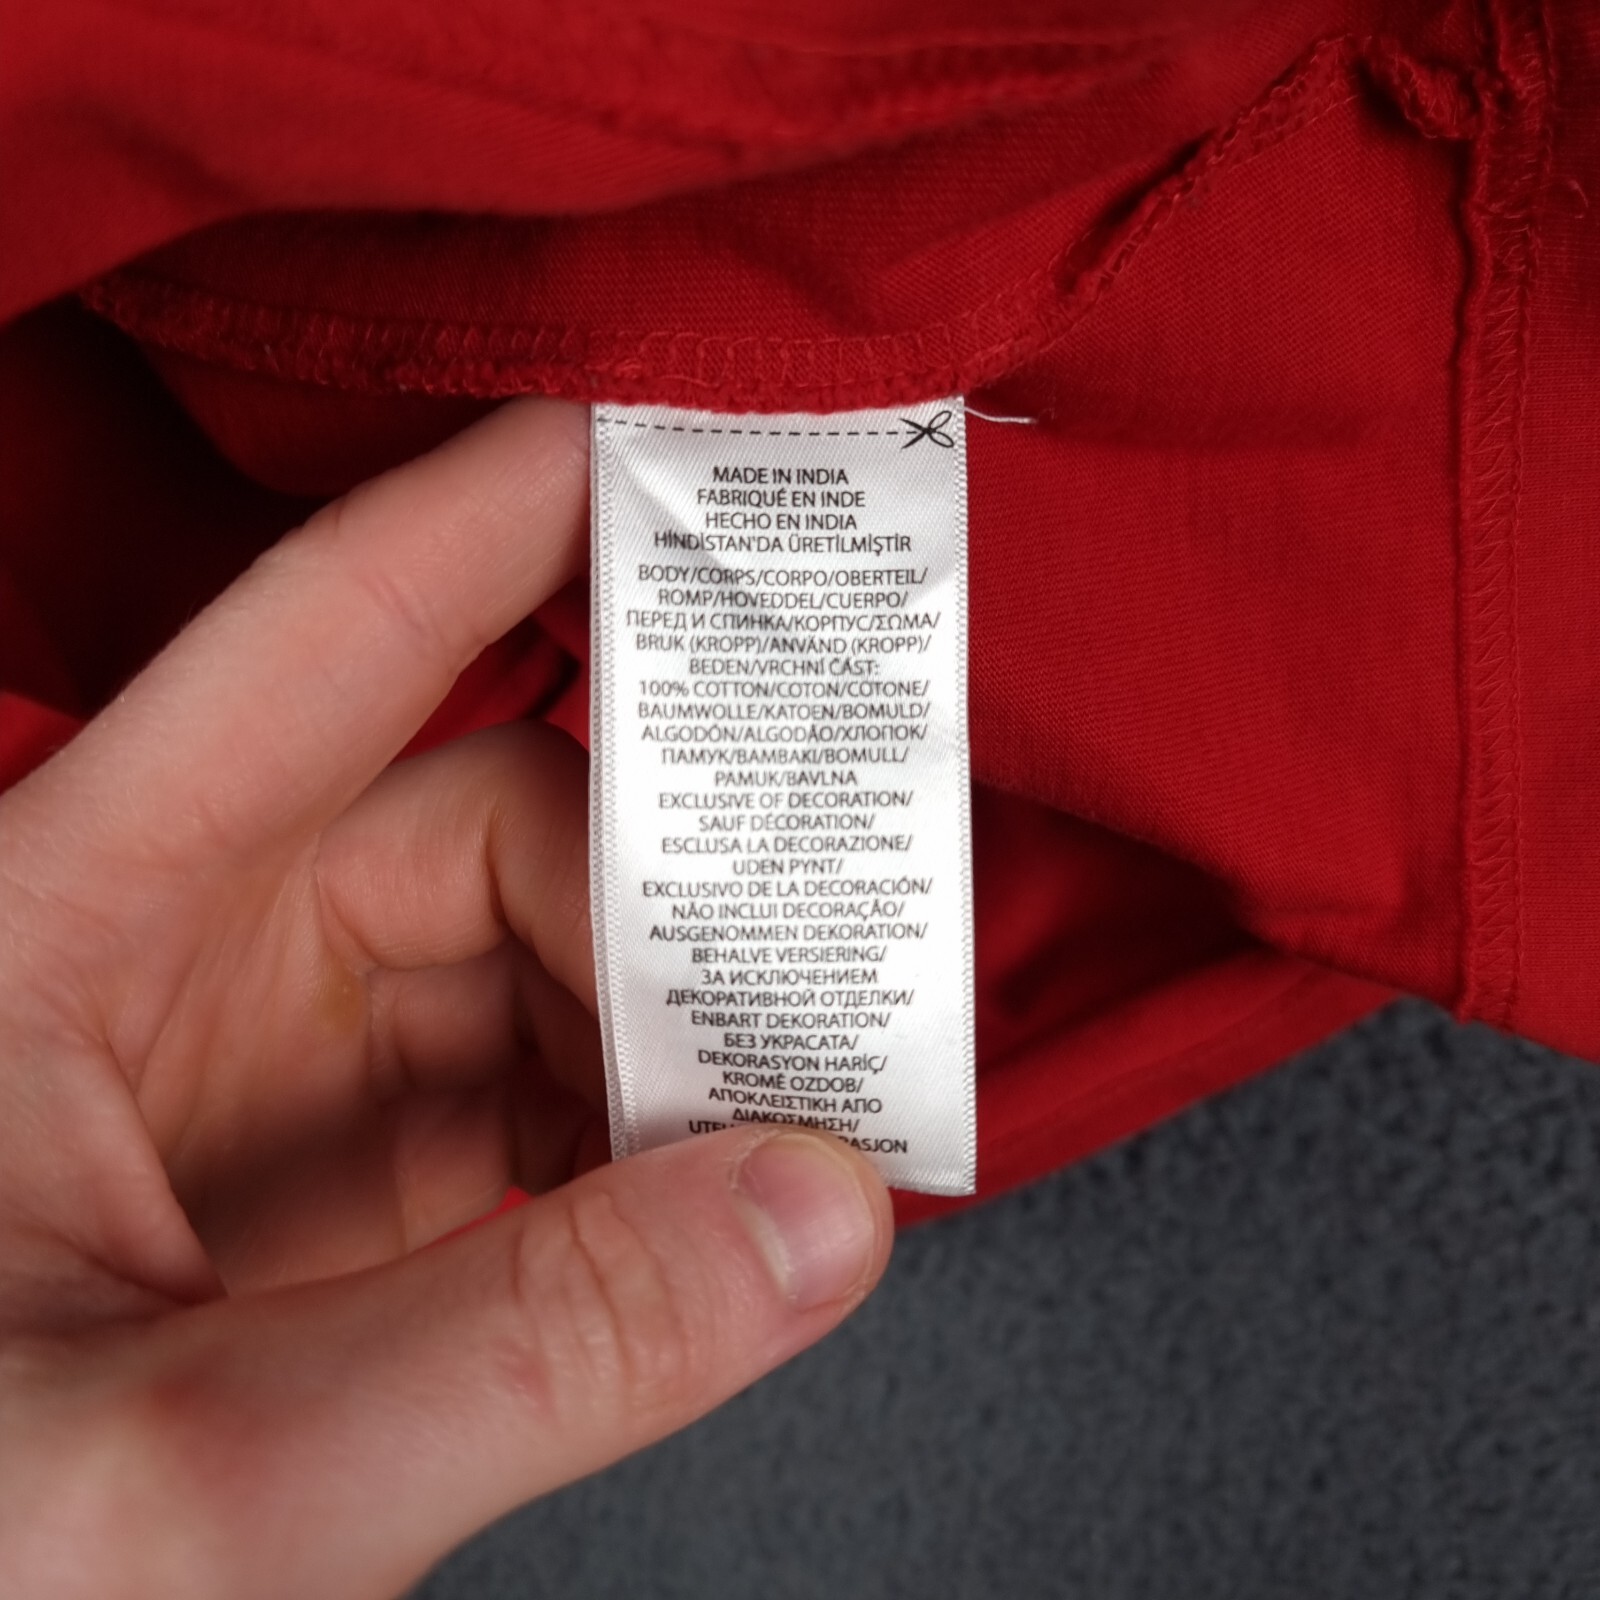 MADE IN INDIA
FABRIQUÉ EN INDE
HECHO EN INDIA
HİNDİSTAN'DA ÜRETİLMİŞTİR
BODY/CORPS/CORPO/OBERTEIL/
ROMP/HOVEDDEL/CUERPO/
ПЕРЕД И СПИНКА/КОРПУС/ΣΩΜΑ/
BRUK (KROPP)/ANVÄND (KROPP)/
BEDEN/VRCHNÍ ČÁST:
100% COTTON/COTON/COTONE/
BAUMWOLLE/KATOEN/BOMULD/
ALGODÓN/ALGODÃO/ХЛОПОК/
ПАМУК/ΒΑΜΒΑΚΙ/BOMULL/
PAMUK/BAVLNA
EXCLUSIVE OF DECORATION/
SAUF DÉCORATION/
ESCLUSA LA DECORAZIONE/
UDEN PYNT/
EXCLUSIVO DE LA DECORACIÓN/
NÃO INCLUI DECORAÇÃO/
AUSGENOMMEN DEKORATION/
BEHALVE VERSIERING/
ЗА ИСКЛЮЧЕНИЕМ
ДЕКОРАТИВНОЙ ОТДЕЛКИ/
ENBART DEKORATION/
БЕЗ УКРАСАТА/
DEKORASYON HARİÇ/
KROMĚ OZDOB/
ΑΠΟΚΛΕΙΣΤΙΚΗ ΑΠΟ
ΔΙΑΚΟΣΜΗΣΗ/